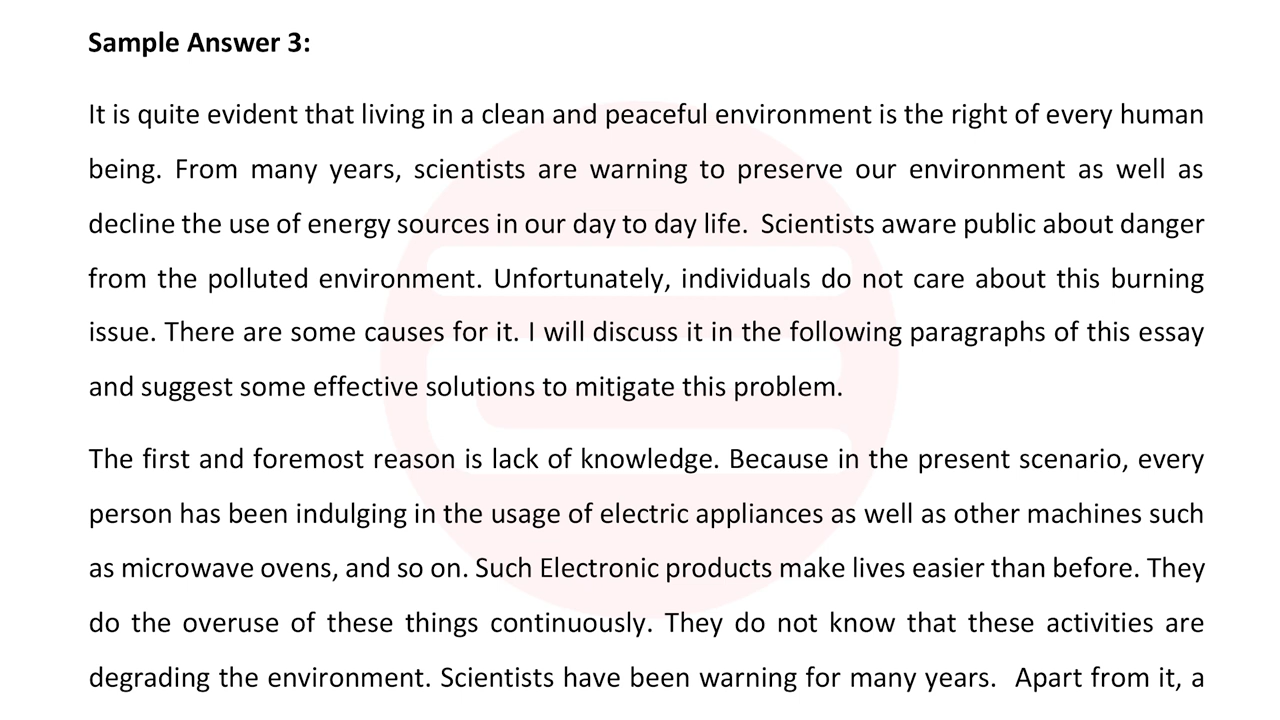 Sample Answer 3:
It is quite evident that living in a clean and peaceful environment is the right of every human
being. From many years, scientists are warning to preserve our environment as well as
decline the use of energy sources in our day to day life.  Scientists aware public about danger
from the polluted environment. Unfortunately, individuals do not care about this burning
issue. There are some causes for it. I will discuss it in the following paragraphs of this essay
and suggest some effective solutions to mitigate this problem.
The first and foremost reason is lack of knowledge. Because in the present scenario, every
person has been indulging in the usage of electric appliances as well as other machines such
as microwave ovens, and so on. Such Electronic products make lives easier than before. They
do the overuse of these things continuously. They do not know that these activities are
degrading the environment. Scientists have been warning for many years.  Apart from it, a